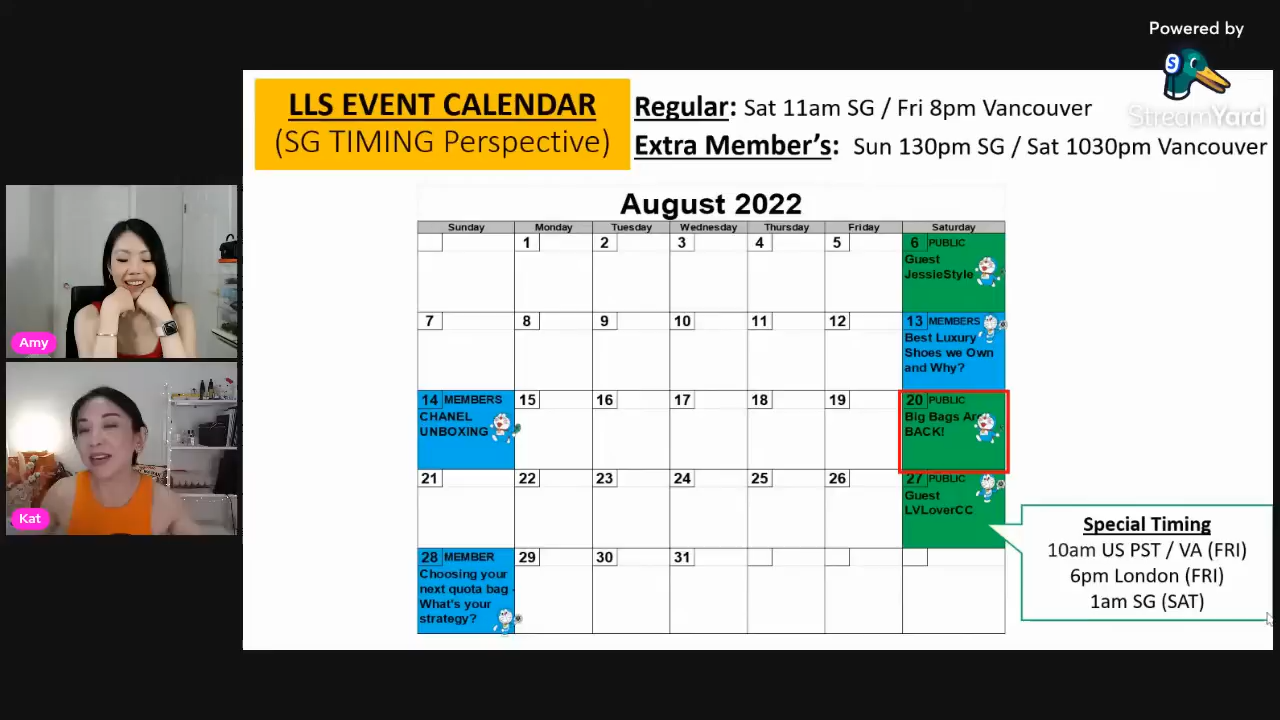 Powered by
S
StreamYard
LLS EVENT CALENDAR
(SG TIMING Perspective)
Regular: Sat 11am SG / Fri 8pm Vancouver
Extra Member's: Sun 130pm SG / Sat 1030pm Vancouver
August 2022
Sunday Monday Tuesday Wednesday Thursday Friday Saturday
1 2 3 4 5 6 PUBLIC
Guest
JessieStyle
7 8 9 10 11 12 13 MEMBERS
Best Luxury
Shoes we Own
and Why?
14 MEMBERS 15 16 17 18 19 20 PUBLIC
CHANEL
UNBOXING
Big Bags Are
BACK!
21 22 23 24 25 26 27 PUBLIC
Guest
LVLoverCC
28 MEMBER 29 30 31
Choosing your
next quota bag -
What's your
strategy?
Special Timing
10am US PST / VA (FRI)
6pm London (FRI)
1am SG (SAT)
Amy
Kat